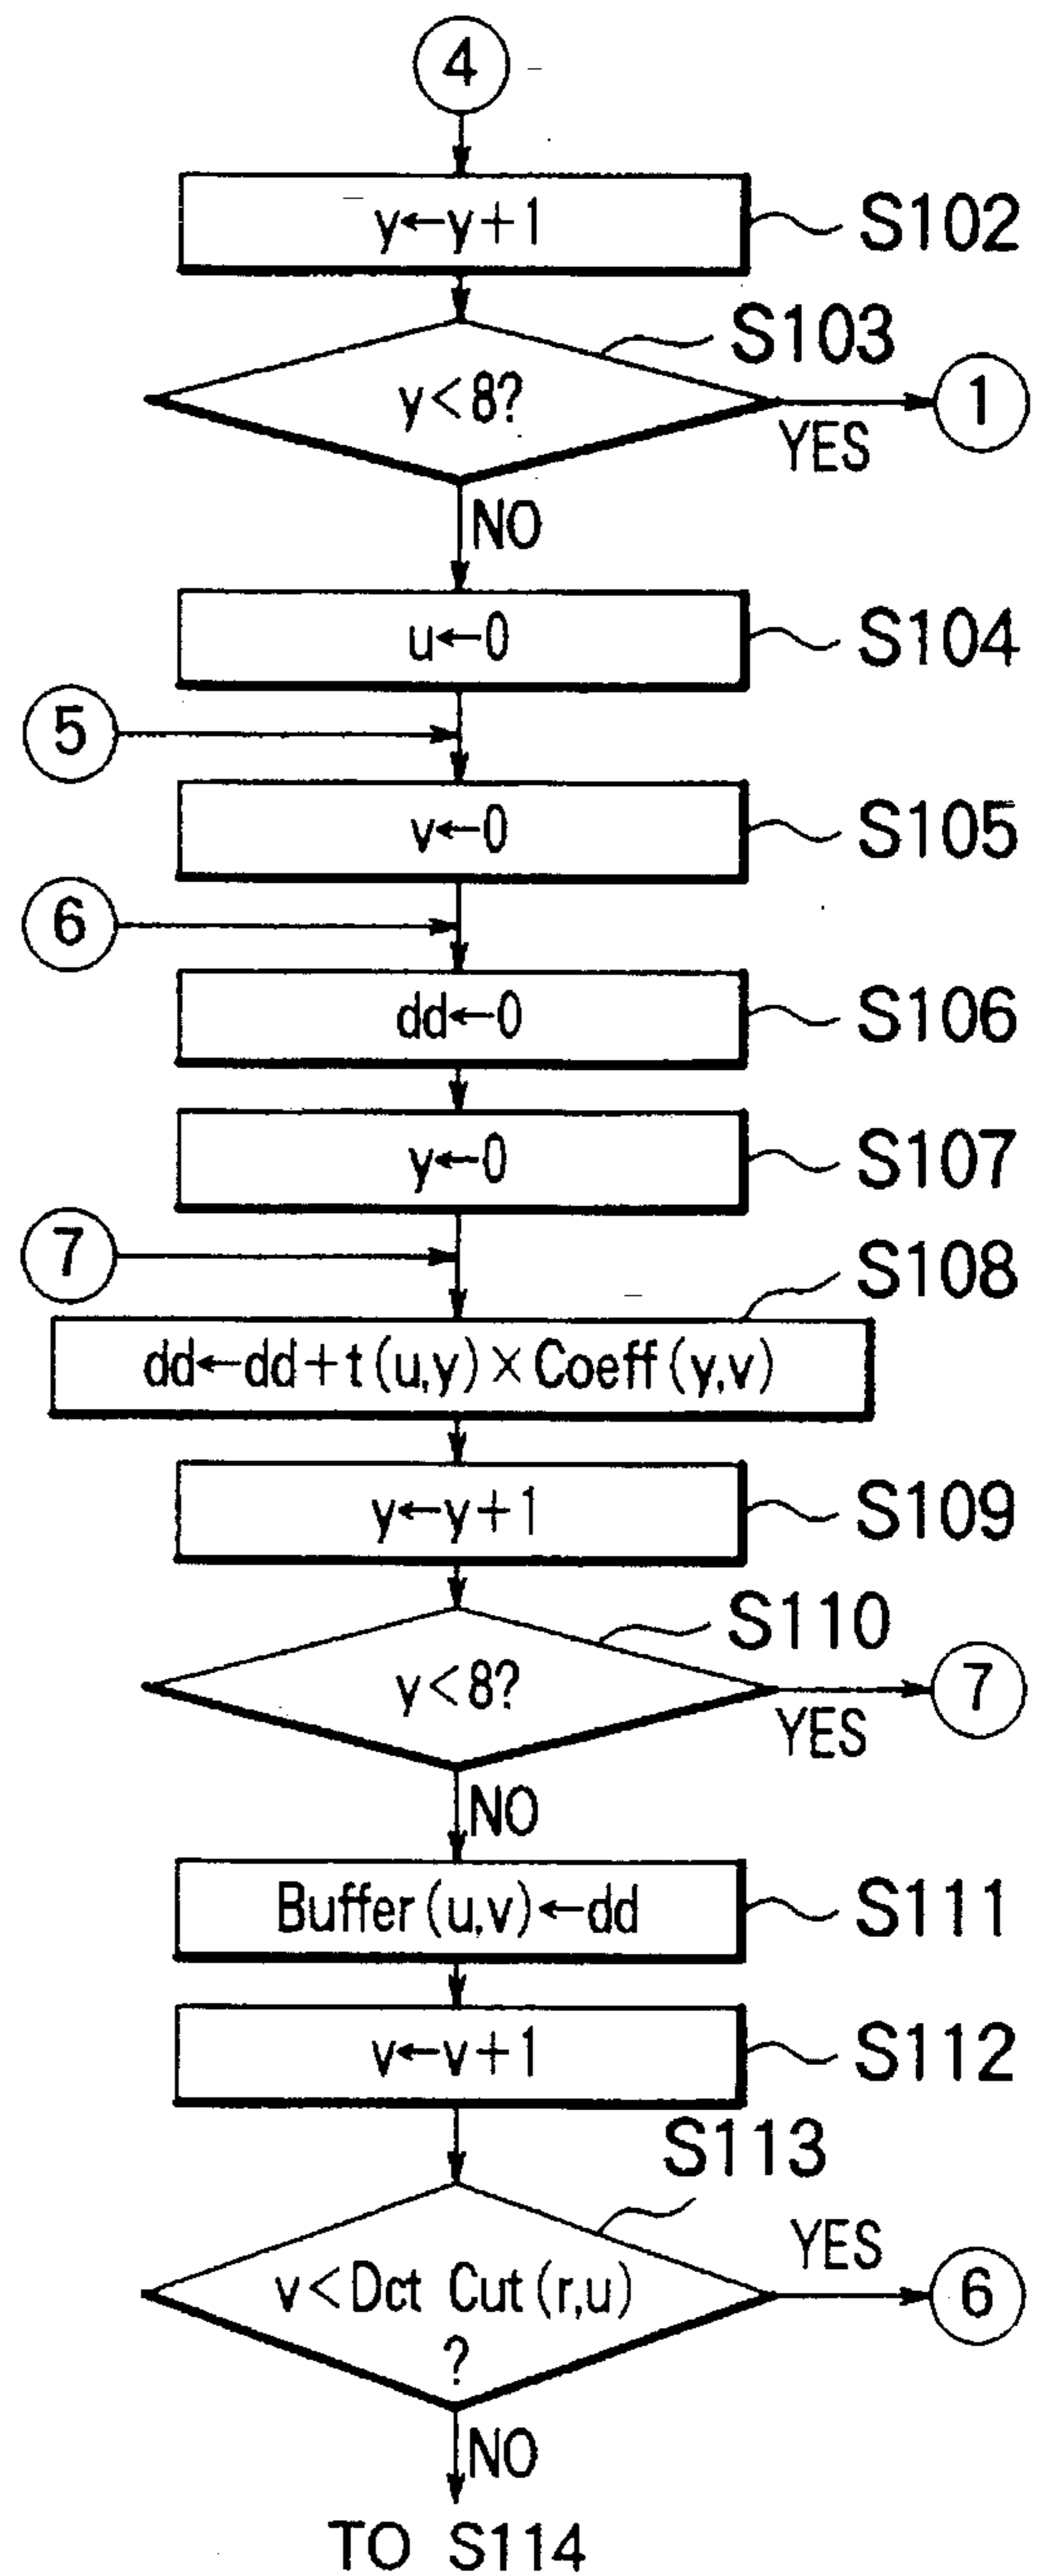 4
y←y+1
S102
S103
y<8?
YES
1
NO
u←0
S104
5
v←0
S105
6
dd←0
S106
y←0
S107
7
S108
dd←dd+t(u,y)×Coeff(y,v)
y←y+1
S109
S110
y<8?
YES
7
NO
Buffer(u,v)←dd
S111
v←v+1
S112
S113
v<Dct Cut(r,u)
?
YES
6
NO
TO S114